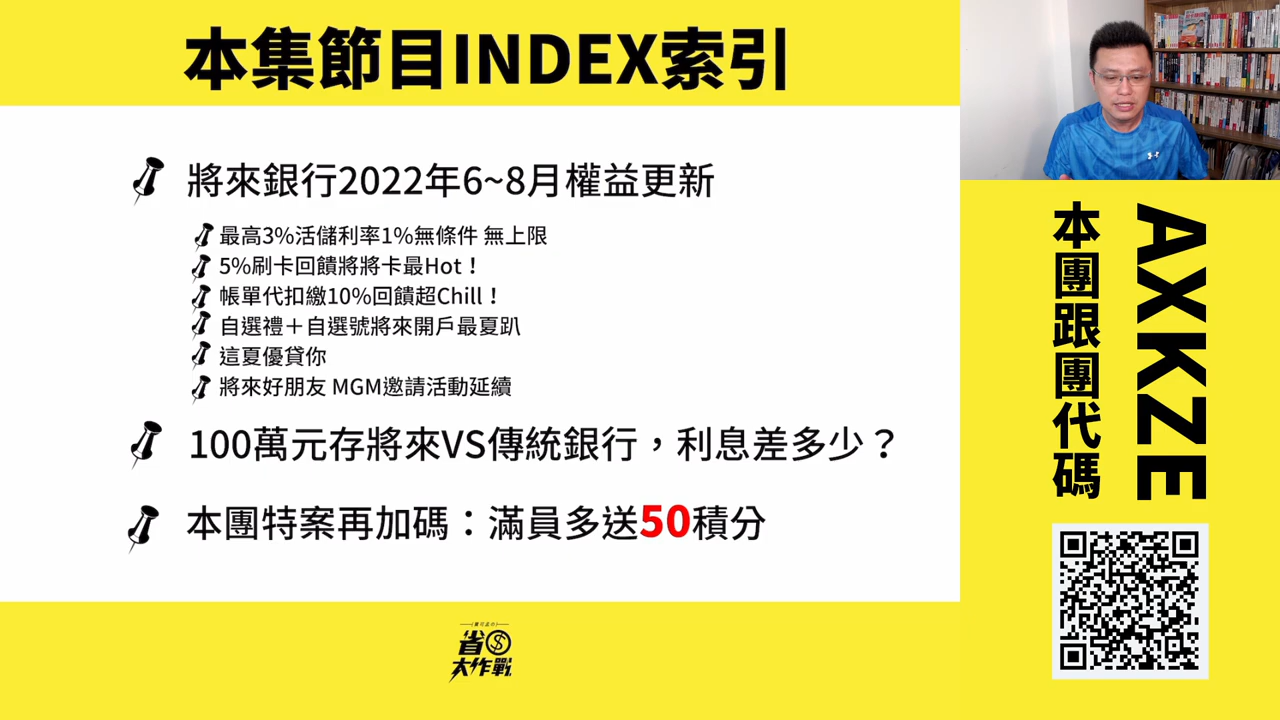 本集節目INDEX索引
將來銀行2022年6~8月權益更新
最高3%活儲利率1%無條件 無上限
5%刷卡回饋將將卡最Hot！
帳單代扣繳10%回饋超Chill！
自選禮＋自選號將來開戶最夏趴
這夏優貸你
將來好朋友 MGM邀請活動延續
100萬元存將來VS傳統銀行，利息差多少？
本團特案再加碼：滿員多送50積分
省$
大作戰
本團跟團代碼
AXKZE